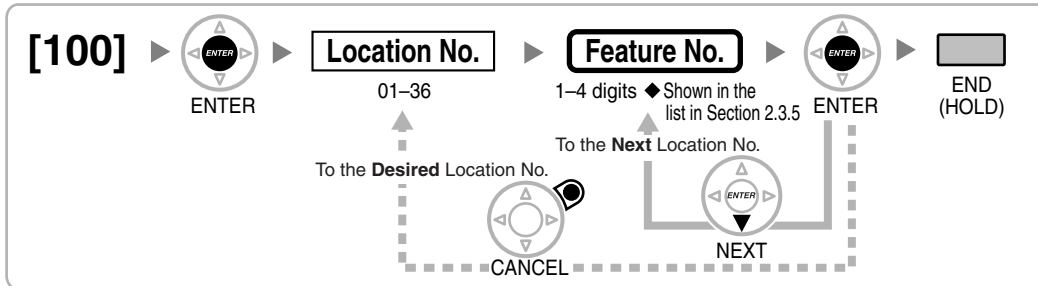 [100]
ENTER
ENTER
Location No.
01–36
Feature No.
1–4 digits ◆ Shown in the
list in Section 2.3.5
ENTER
ENTER
END
(HOLD)
To the Desired Location No.
To the Next Location No.
CANCEL
ENTER
NEXT